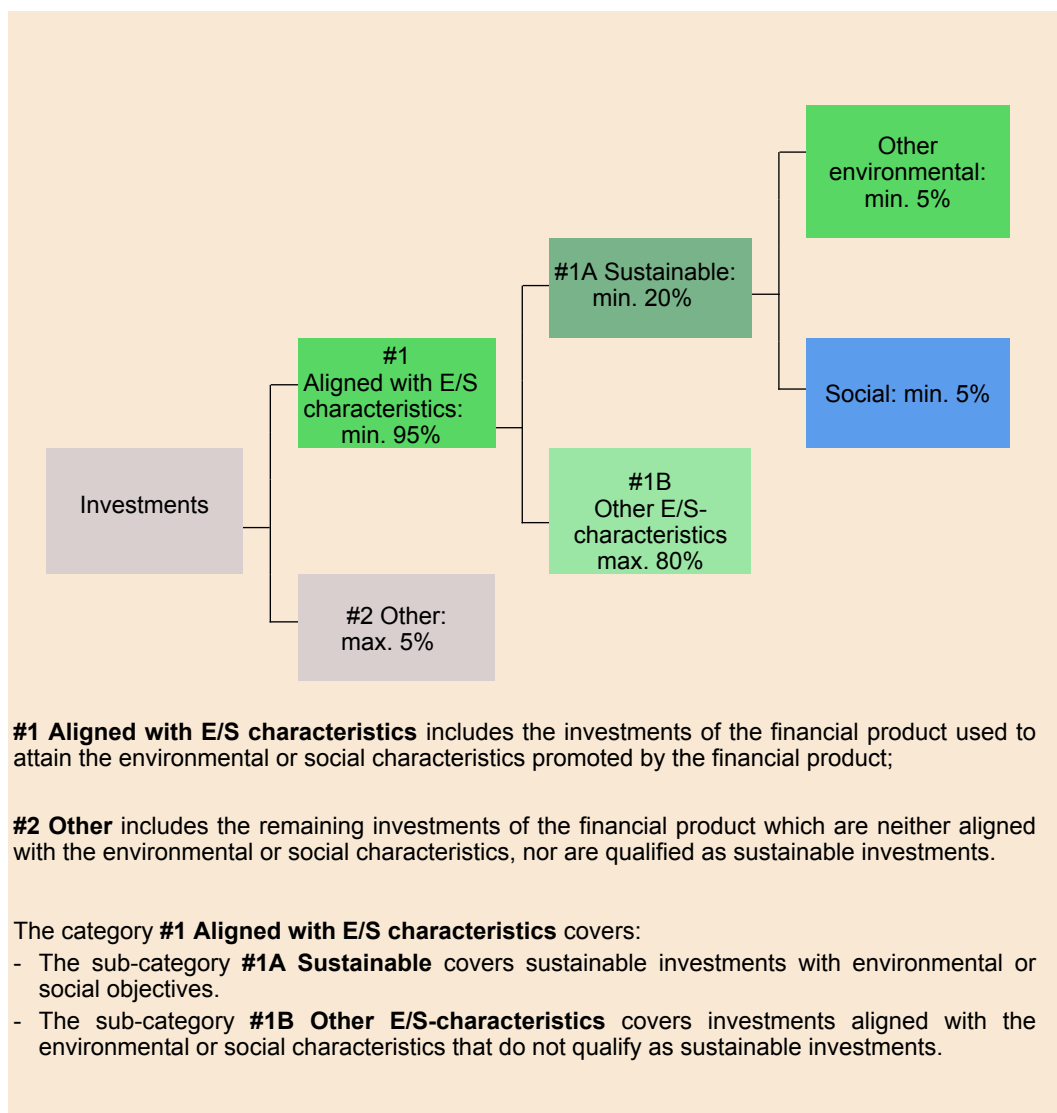 Other
environmental:
min. 5%
#1A Sustainable:
min. 20%
#1
Aligned with E/S
characteristics:
min. 95%
Social: min. 5%
Investments
#1B
Other E/S-
characteristics
max. 80%
#2 Other:
max. 5%
#1 Aligned with E/S characteristics includes the investments of the financial product used to
attain the environmental or social characteristics promoted by the financial product;
#2 Other includes the remaining investments of the financial product which are neither aligned
with the environmental or social characteristics, nor are qualified as sustainable investments.
The category #1 Aligned with E/S characteristics covers:
- The sub-category #1A Sustainable covers sustainable investments with environmental or
social objectives.
- The sub-category #1B Other E/S-characteristics covers investments aligned with the
environmental or social characteristics that do not qualify as sustainable investments.